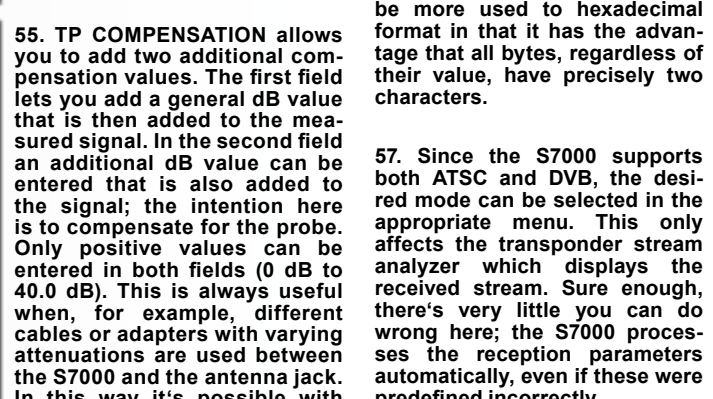 55. TP COMPENSATION allows
you to add two additional com-
pensation values. The first field
lets you add a general dB value
that is then added to the mea-
sured signal. In the second field
an additional dB value can be
entered that is also added to
the signal; the intention here
is to compensate for the probe.
Only positive values can be
entered in both fields (0 dB to
40.0 dB). This is always useful
when, for example, different
cables or adapters with varying
attenuations are used between
the S7000 and the antenna jack.
In this way it‘s possible with
be more used to hexadecimal
format in that it has the advan-
tage that all bytes, regardless of
their value, have precisely two
characters.
57. Since the S7000 supports
both ATSC and DVB, the desi-
red mode can be selected in the
appropriate menu. This only
affects the transponder stream
analyzer which displays the
received stream. Sure enough,
there‘s very little you can do
wrong here; the S7000 proces-
ses the reception parameters
automatically, even if these were
predefined incorrectly.